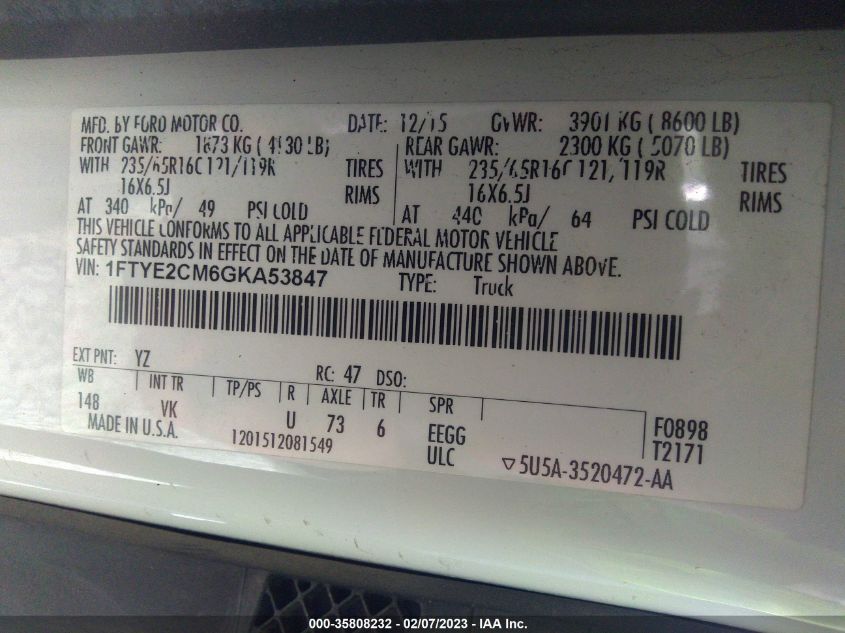 MFD. BY FORD MOTOR CO. DATE: 12/15 GVWR: 3901 KG ( 8600 LB)
FRONT GAWR: 1873 KG ( 4130 LB) REAR GAWR: 2300 KG ( 5070 LB)
WITH 235/65R16C 121/119R TIRES WITH 235/65R16C 121/119R TIRES
16X6.5J RIMS 16X6.5J RIMS
AT 340 kPa/ 49 PSI COLD AT 440 kPa/ 64 PSI COLD
THIS VEHICLE CONFORMS TO ALL APPLICABLE FEDERAL MOTOR VEHICLE
SAFETY STANDARDS IN EFFECT ON THE DATE OF MANUFACTURE SHOWN ABOVE.
VIN: 1FTYE2CM6GKA53847 TYPE: Truck
EXT PNT: YZ RC: 47 DSO:
WB INT TR TP/PS R AXLE TR SPR
148 VK U 73 6 EEGG F0898
MADE IN U.S.A. 1201512081549 ULC T2171
▽5U5A-3520472-AA
000-35808232 - 02/07/2023 - IAA Inc.